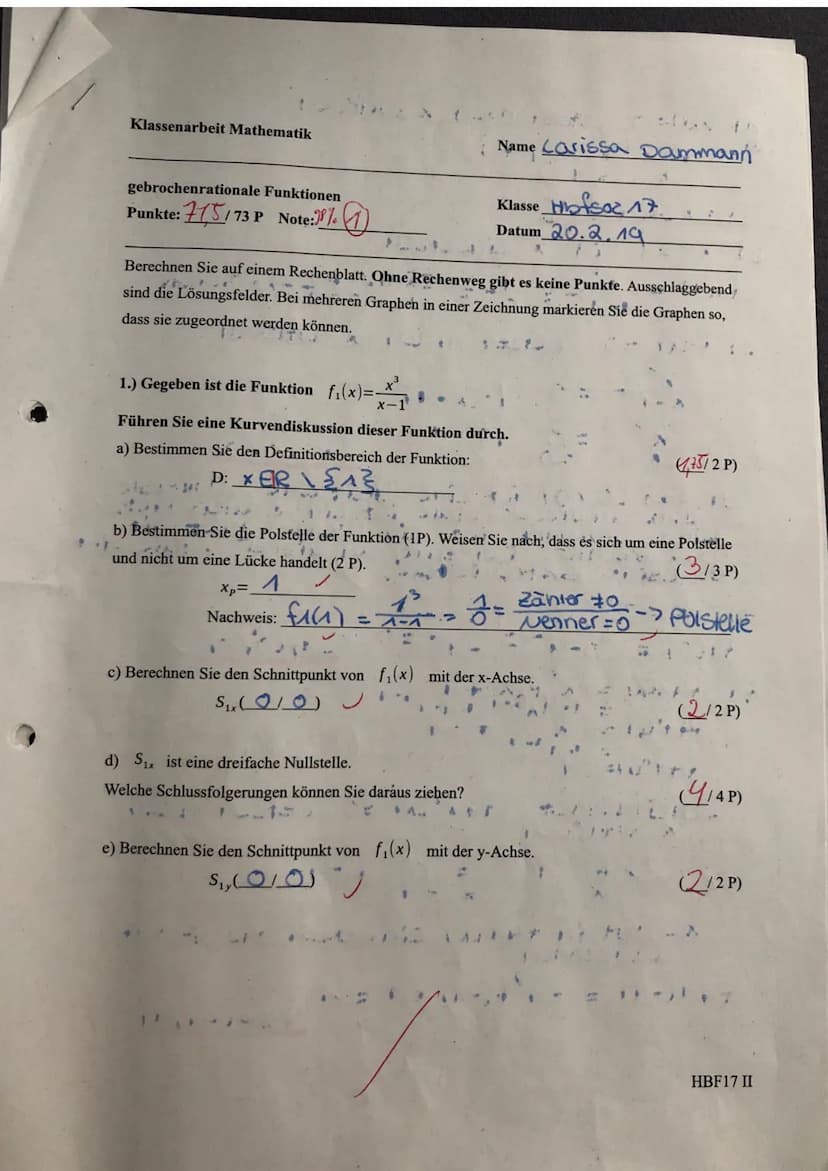 Klassenarbeit Mathematik
Name Larissa Dammann
gebrochenrationale Funktionen
Klasse Hbfsoz 17
Punkte: 71,5 / 73 P Note: 98% 1
Datum 20.2.19
Berechnen Sie auf einem Rechenblatt. Ohne Rechenweg gibt es keine Punkte. Ausschlaggebend
sind die Lösungsfelder. Bei mehreren Graphen in einer Zeichnung markieren Sie die Graphen so,
dass sie zugeordnet werden können.
1.) Gegeben ist die Funktion f₁(x)=x³/(x−1)
Führen Sie eine Kurvendiskussion dieser Funktion durch.
a) Bestimmen Sie den Definitionsbereich der Funktion:
(1,75/ 2 P)
D: x∈R \ {1}
b) Bestimmen Sie die Polstelle der Funktion (1P). Weisen Sie nach, dass es sich um eine Polstelle
und nicht um eine Lücke handelt (2 P).
(3/3 P)
xₚ= 1
Nachweis: f1(1) = 1³/1-1 = 1/0 = Zähler ≠0/Nenner=0 -> Polstelle
c) Berechnen Sie den Schnittpunkt von f₁(x) mit der x-Achse.
S₁ₓ( 0 / 0 )
(2/2 P)
d) S₁ₓ ist eine dreifache Nullstelle.
Welche Schlussfolgerungen können Sie daraus ziehen?
(4/4 P)
e) Berechnen Sie den Schnittpunkt von f₁(x) mit der y-Achse.
S₁y( 0 / 0 )
(2/2 P)
HBF17 II